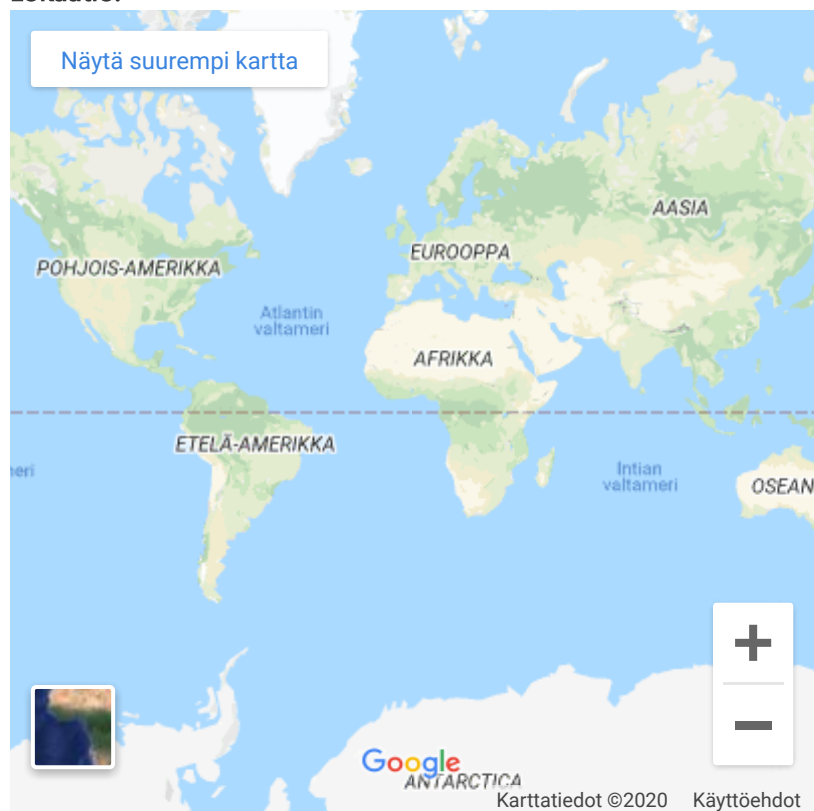 Näytä suurempi kartta
AASIA
EUROOPPA
POHJOIS-AMERIKKA
Atlantin
valtameri
AFRIKKA
ETELÄ-AMERIKKA
Intian
valtameri
eri
OSEAN
Google
ANTARCTICA
Karttatiedot ©2020 Käyttöehdot